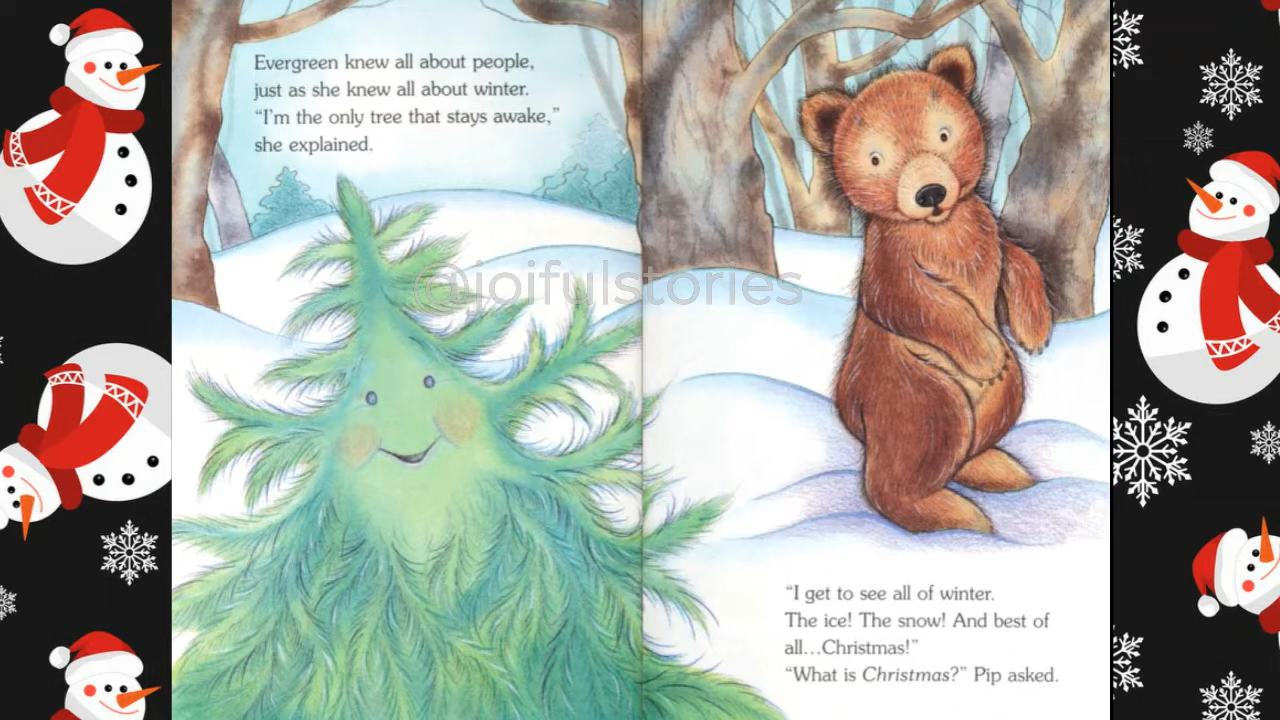 Evergreen knew all about people,
just as she knew all about winter.
“I’m the only tree that stays awake,”
she explained.
@joifulstories
“I get to see all of winter.
The ice! The snow! And best of
all...Christmas!”
“What is Christmas?” Pip asked.